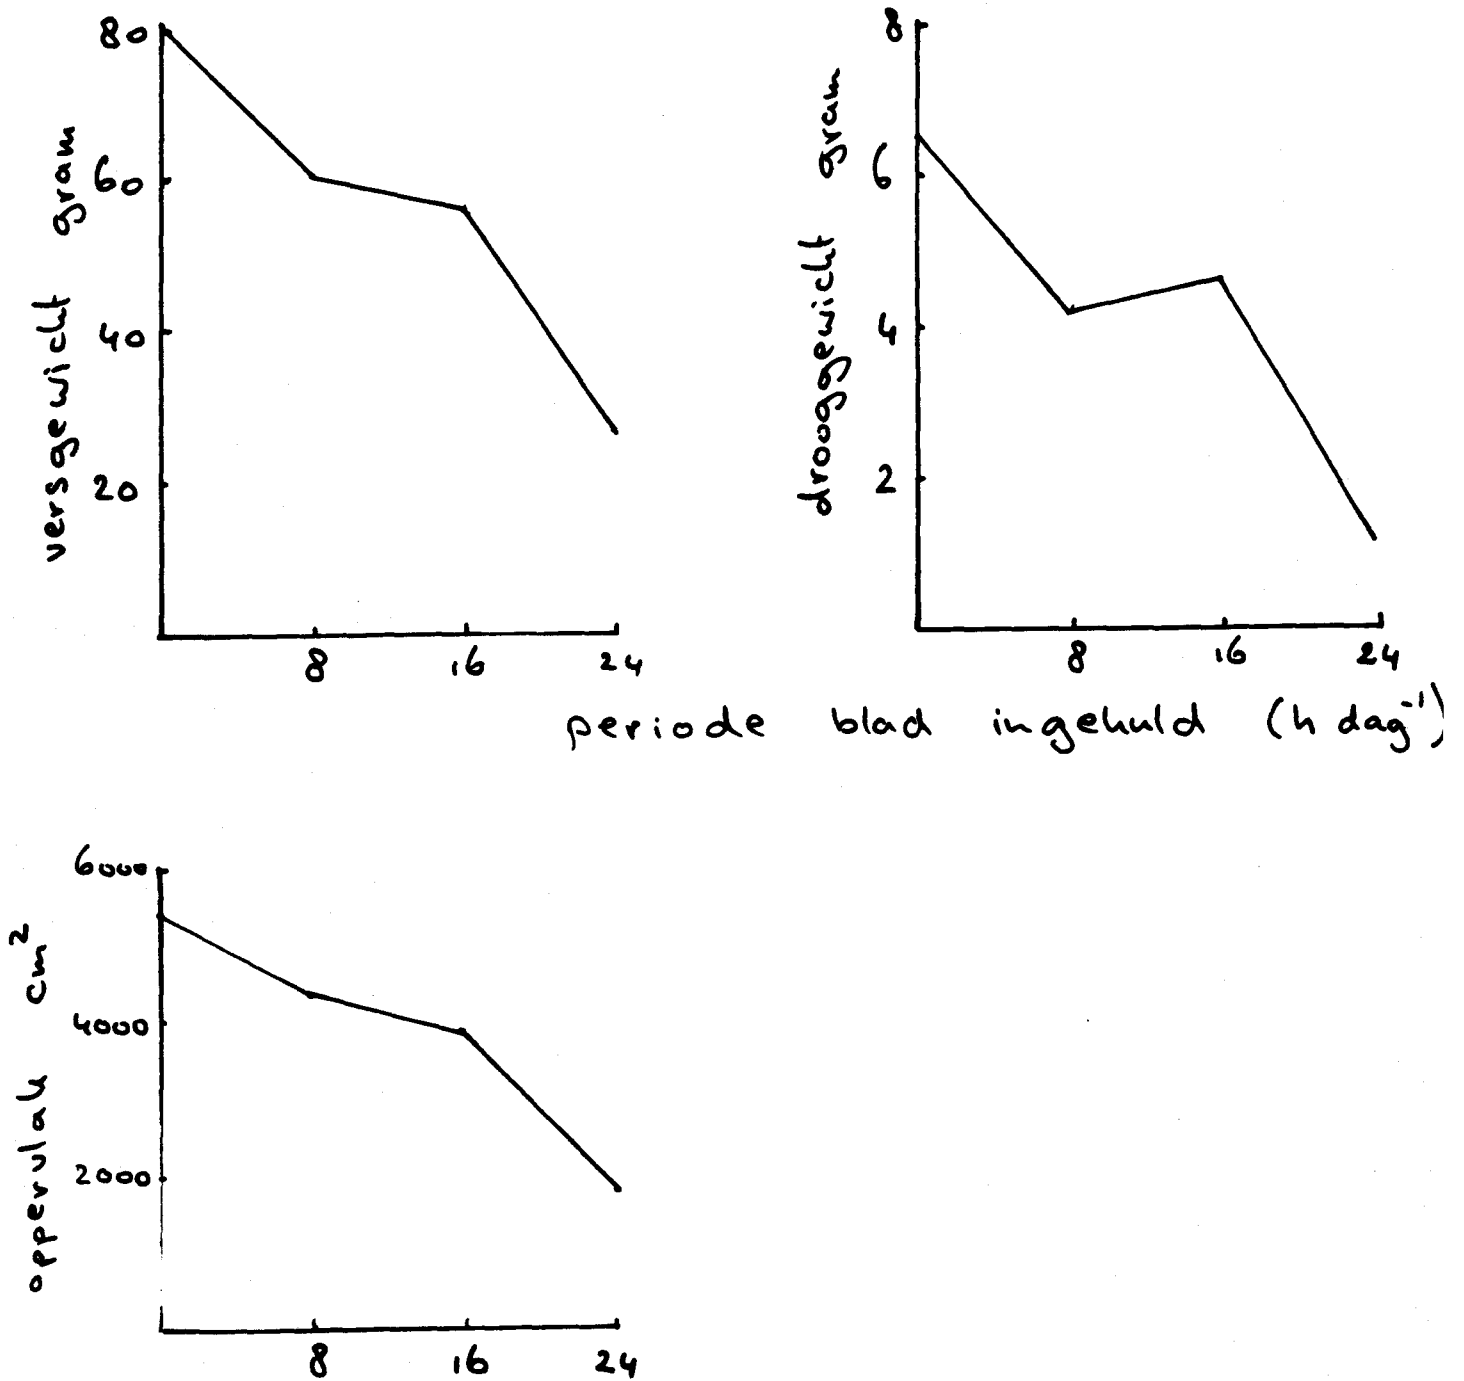 versgewicht gram
80
60
40
20
8 16 24
drooggewicht gram
8
6
4
2
8 16 24
periode blad ingehuld (h dag⁻¹)
oppervlak cm²
6000
4000
2000
8 16 24